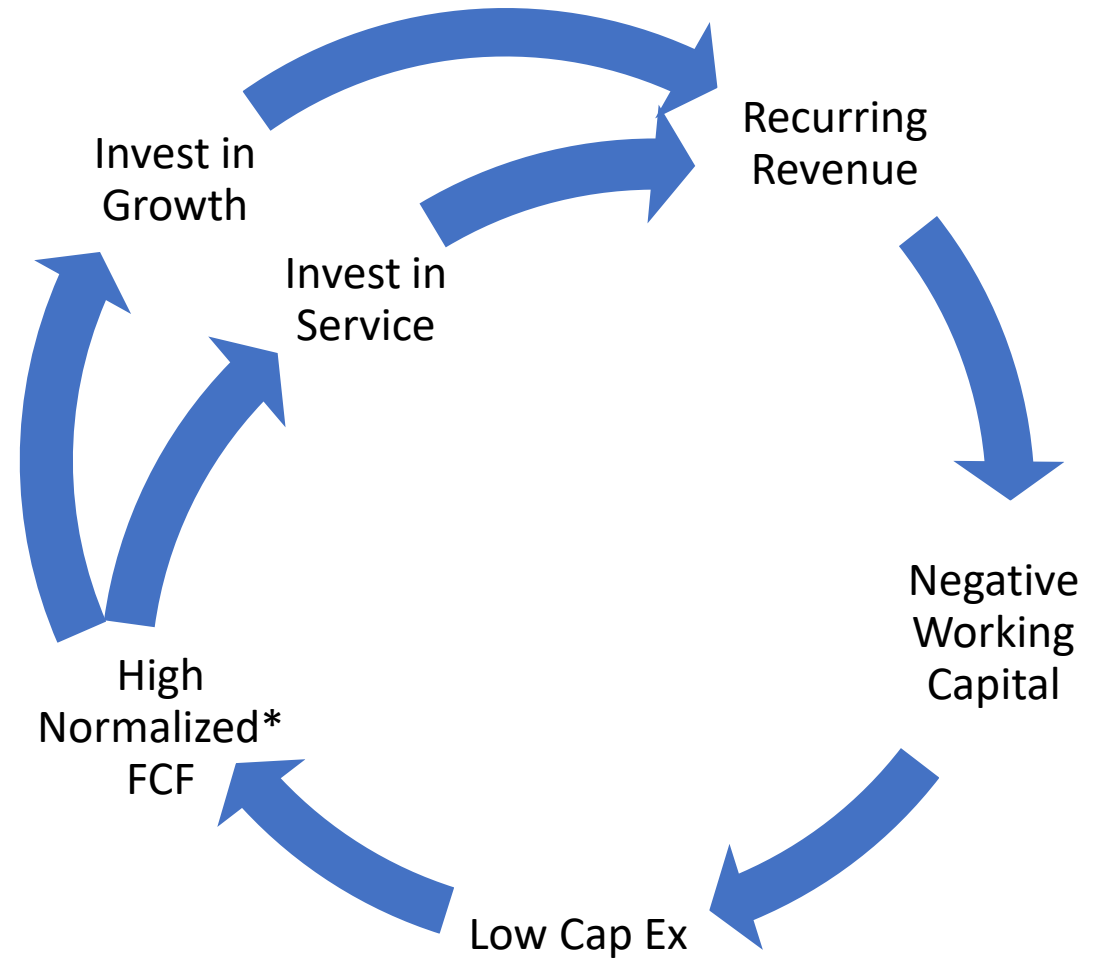 Recurring
Revenue
Invest in
Growth
Invest in
Service
Negative
Working
Capital
High
Normalized*
FCF
Low Cap Ex